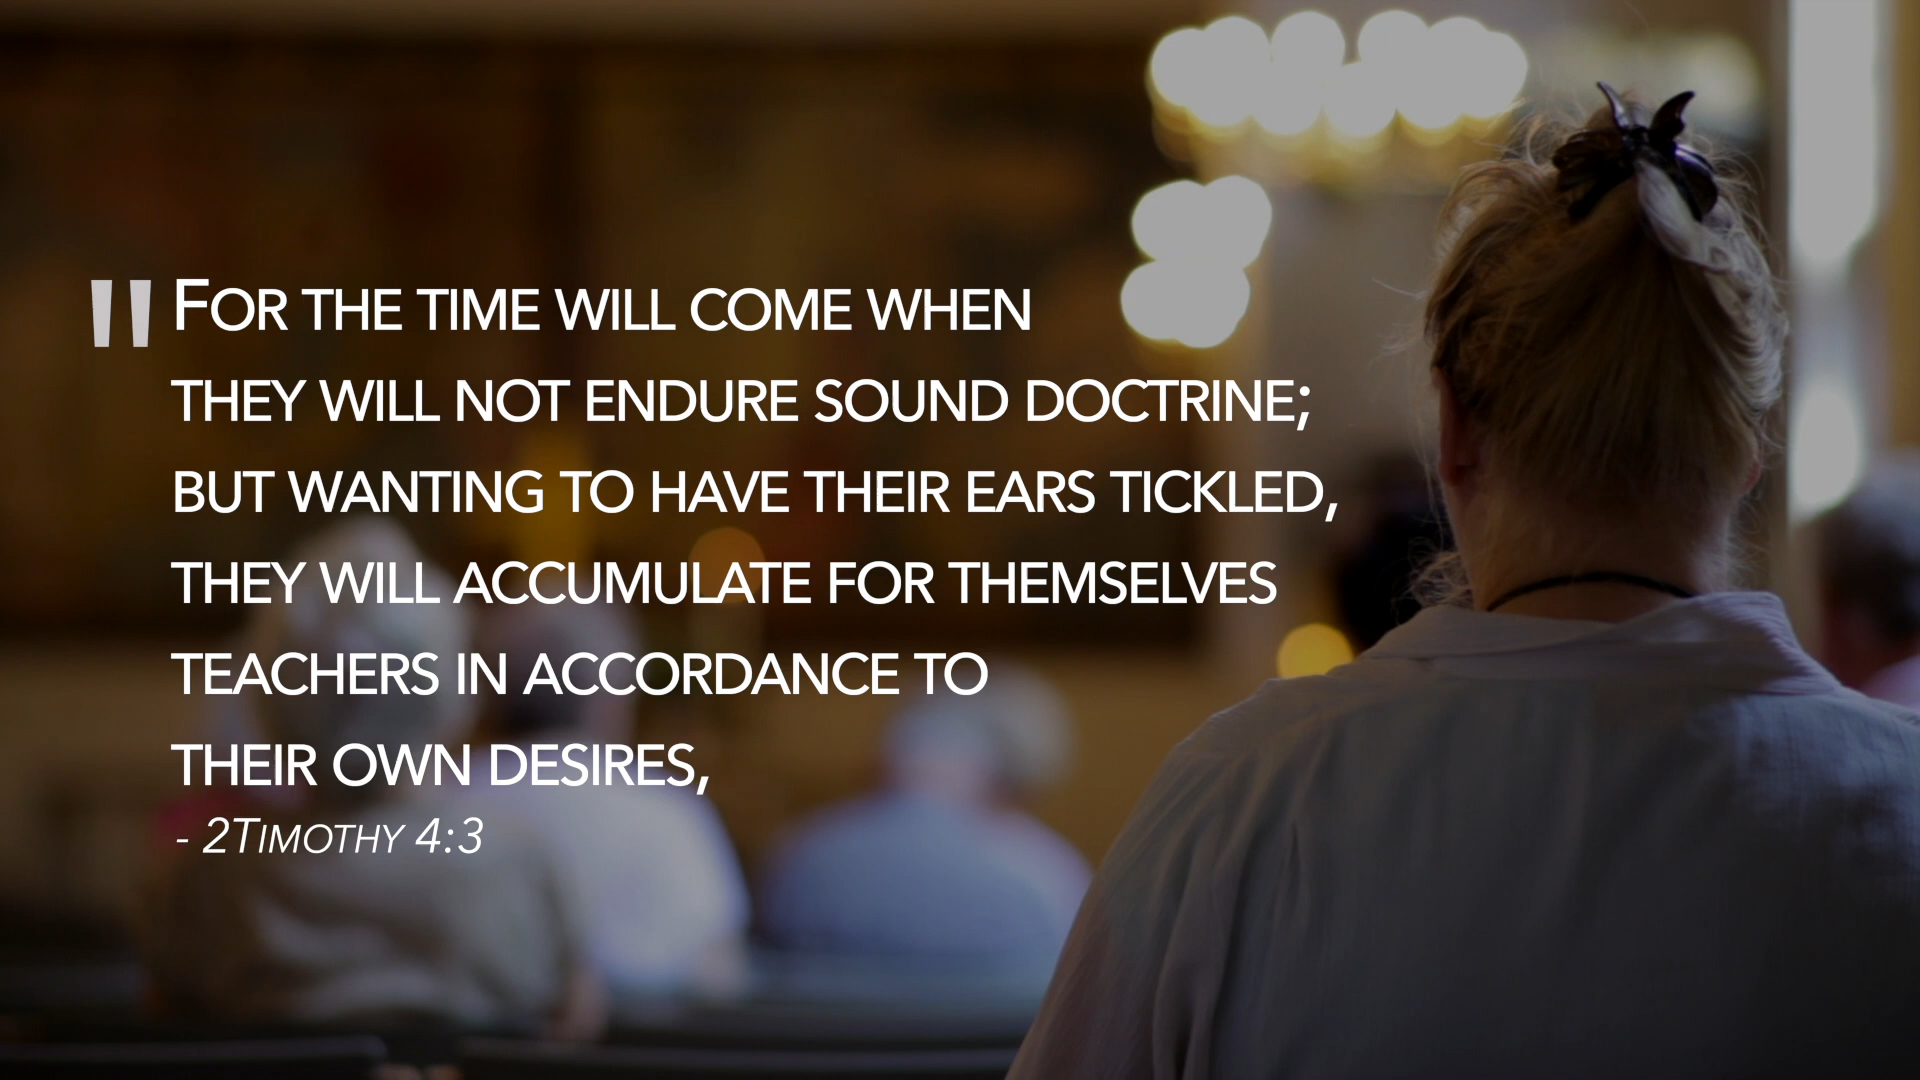 "For the time will come when
they will not endure sound doctrine;
but wanting to have their ears tickled,
they will accumulate for themselves
teachers in accordance to
their own desires,
- 2Timothy 4:3